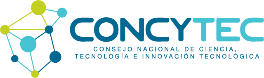 CONCYTEC
CONSEJO NACIONAL DE CIENCIA,
TECNOLOGÍA E INNOVACIÓN TECNOLÓGICA